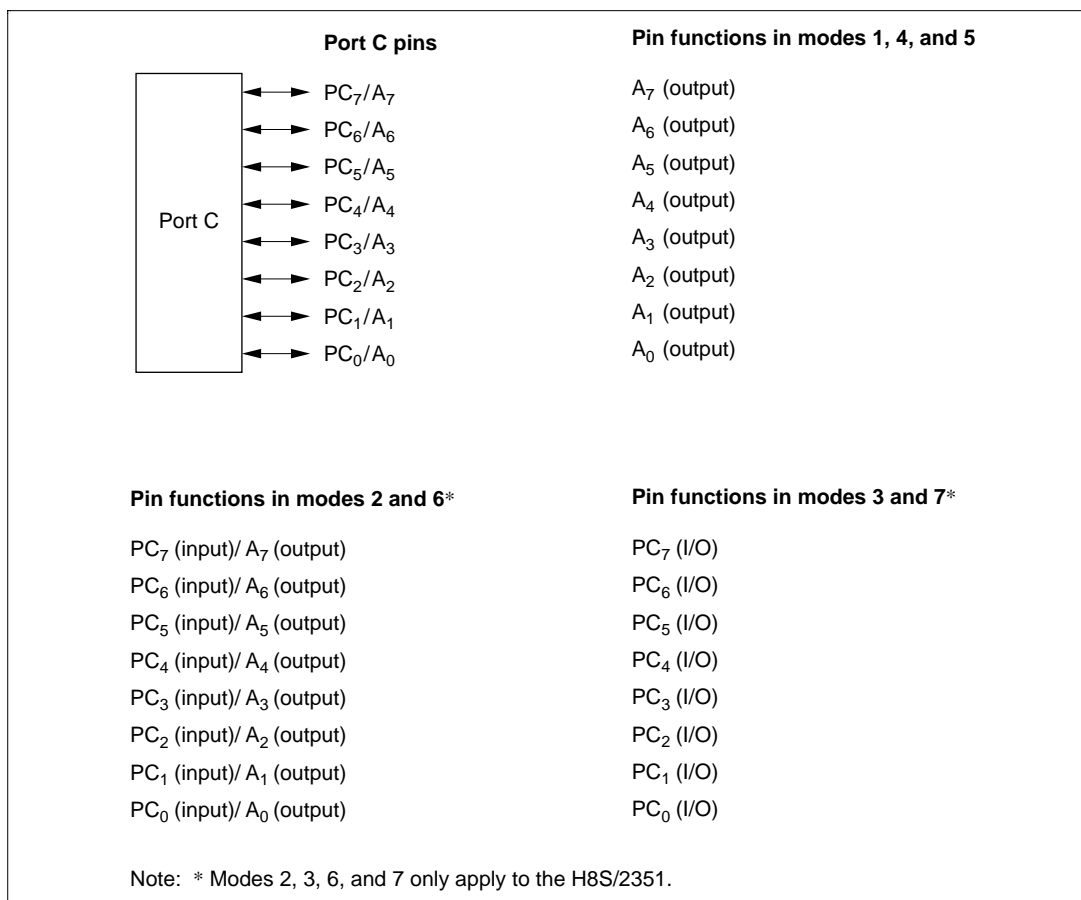 Port C pins
Pin functions in modes 1, 4, and 5
Port C
PC7/A7
A7 (output)
PC6/A6
A6 (output)
PC5/A5
A5 (output)
PC4/A4
A4 (output)
PC3/A3
A3 (output)
PC2/A2
A2 (output)
PC1/A1
A1 (output)
PC0/A0
A0 (output)
Pin functions in modes 2 and 6*
PC7 (input)/ A7 (output)
PC6 (input)/ A6 (output)
PC5 (input)/ A5 (output)
PC4 (input)/ A4 (output)
PC3 (input)/ A3 (output)
PC2 (input)/ A2 (output)
PC1 (input)/ A1 (output)
PC0 (input)/ A0 (output)
Pin functions in modes 3 and 7*
PC7 (I/O)
PC6 (I/O)
PC5 (I/O)
PC4 (I/O)
PC3 (I/O)
PC2 (I/O)
PC1 (I/O)
PC0 (I/O)
Note: * Modes 2, 3, 6, and 7 only apply to the H8S/2351.